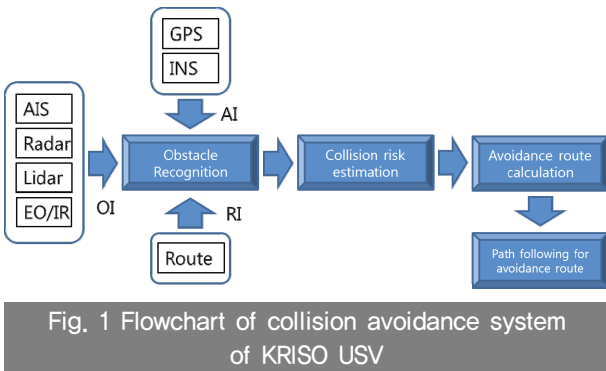 GPS
INS
AI
AIS
Radar
Lidar
EO/IR
OI
Obstacle
Recognition
Collision risk
estimation
Avoidance route
calculation
RI
Route
Path following for
avoidance route
Fig. 1 Flowchart of collision avoidance system
of KRISO USV